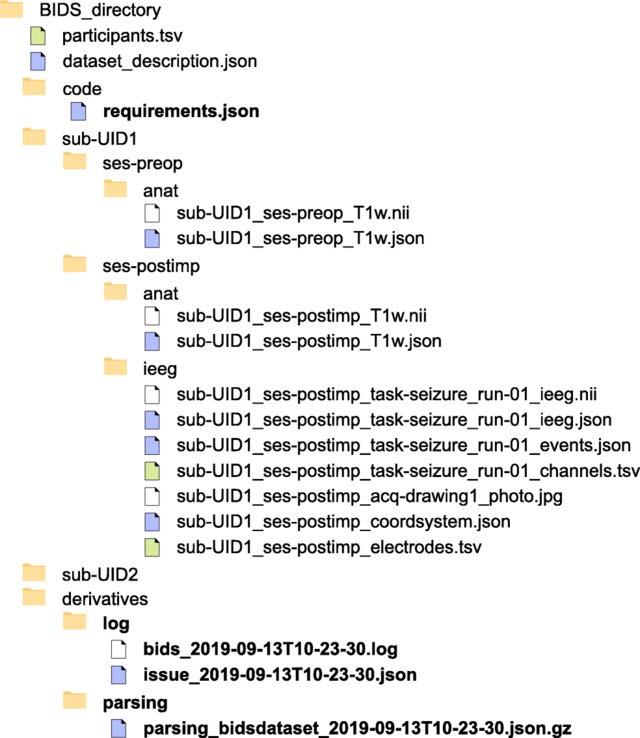 BIDS_directory
participants.tsv
dataset_description.json
code
requirements.json
sub-UID1
ses-preop
anat
sub-UID1_ses-preop_T1w.nii
sub-UID1_ses-preop_T1w.json
ses-postimp
anat
sub-UID1_ses-postimp_T1w.nii
sub-UID1_ses-postimp_T1w.json
ieeg
sub-UID1_ses-postimp_task-seizure_run-01_ieeg.nii
sub-UID1_ses-postimp_task-seizure_run-01_ieeg.json
sub-UID1_ses-postimp_task-seizure_run-01_events.json
sub-UID1_ses-postimp_task-seizure_run-01_channels.tsv
sub-UID1_ses-postimp_acq-drawing1_photo.jpg
sub-UID1_ses-postimp_coordsystem.json
sub-UID1_ses-postimp_electrodes.tsv
sub-UID2
derivatives
log
bids_2019-09-13T10-23-30.log
issue_2019-09-13T10-23-30.json
parsing
parsing_bidsdataset_2019-09-13T10-23-30.json.gz